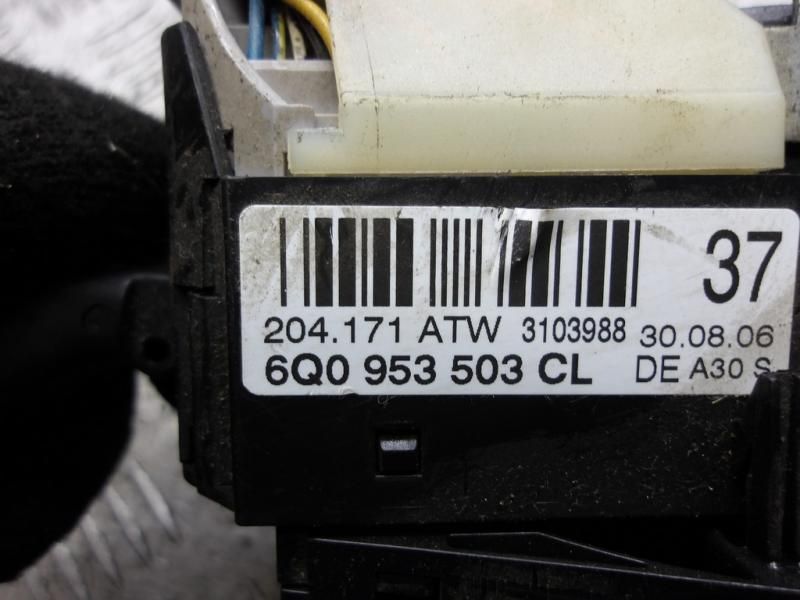 37
204.171 ATW 3103988 30.08.06
6Q0 953 503 CL DE A30 S